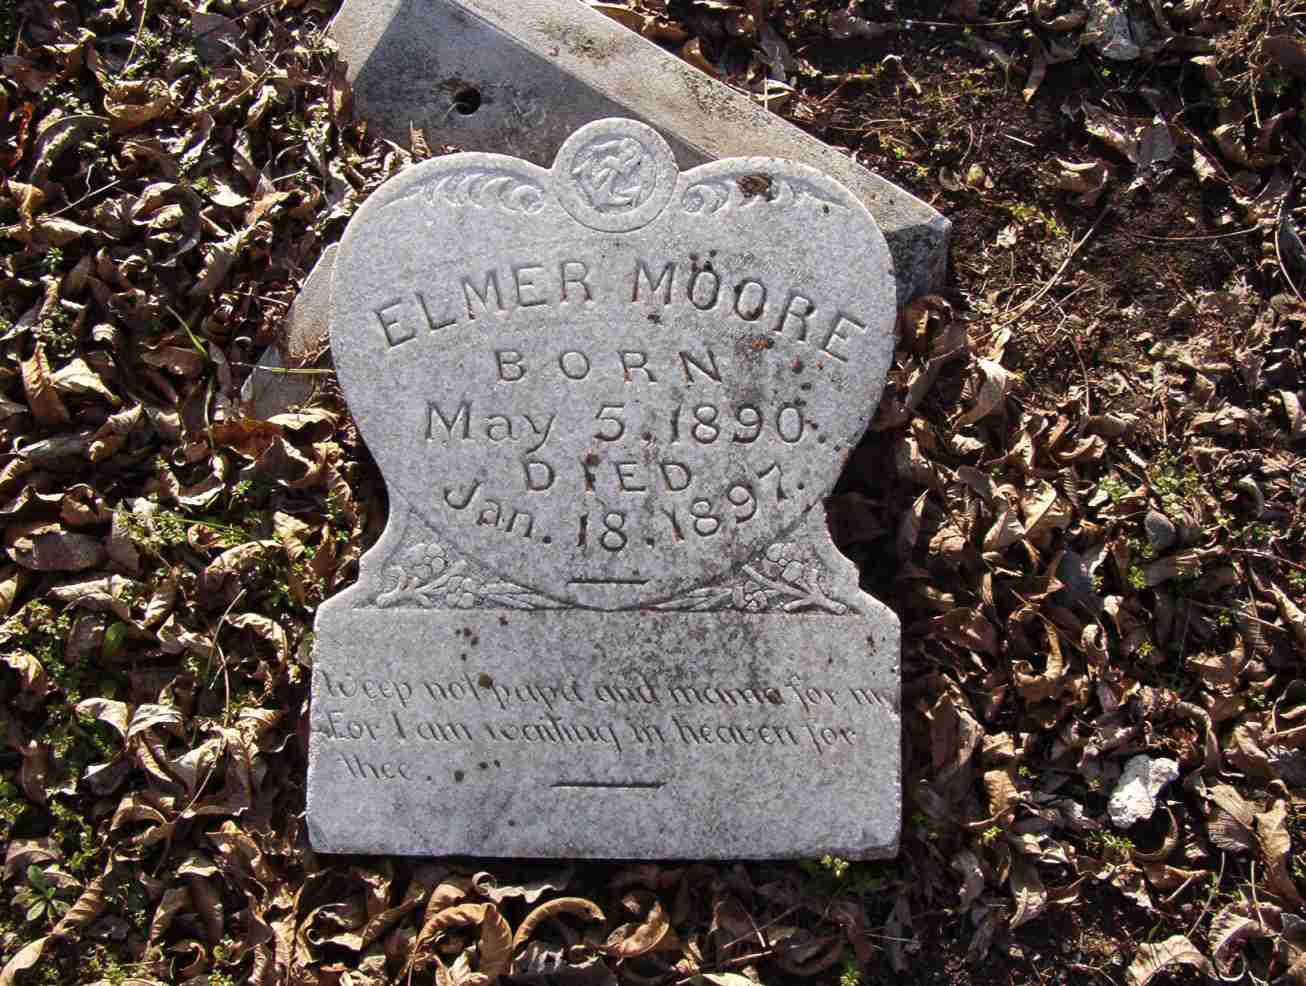 ELMER MOORE
BORN
May 5. 1890.
DIED
Jan. 18. 1897.
Weep not papa and mama for me
For I am waiting in heaven for
thee.